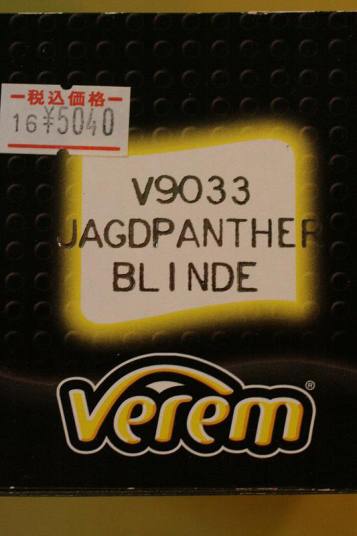 税込価格
16 ¥5040
V9033
JAGDPANTHER
BLINDE
Verem®